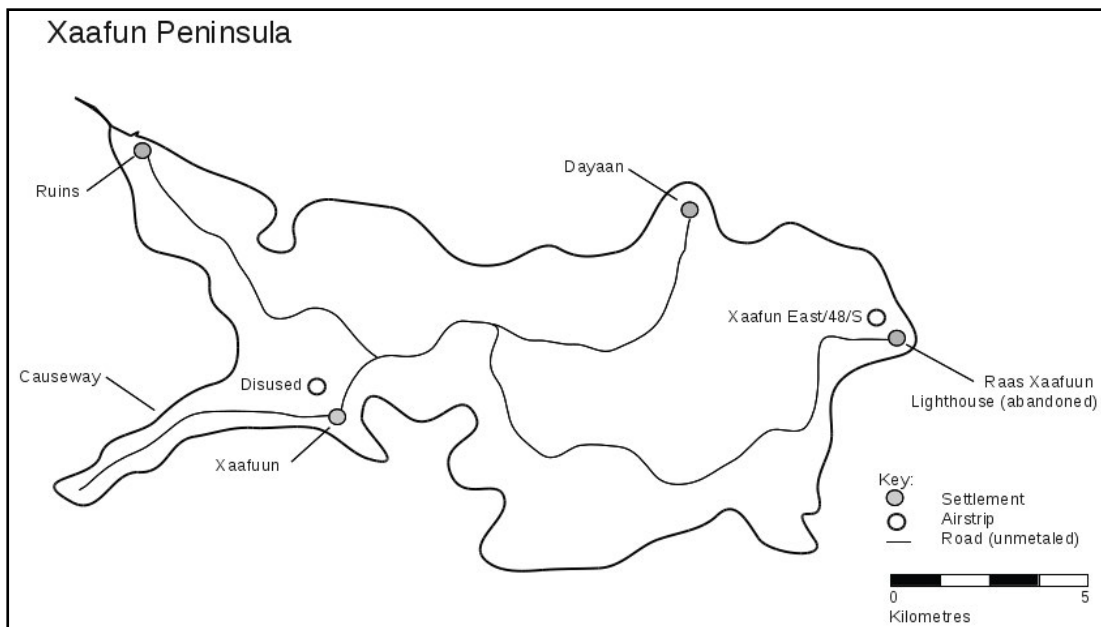 Xaafun Peninsula
Dayaan
Ruins
Xaafun East/48/S
Causeway
Disused
Raas Xaafuun
Lighthouse (abandoned)
Xaafuun
Key:
Settlement
Airstrip
Road (unmetaled)
0 5
Kilometres